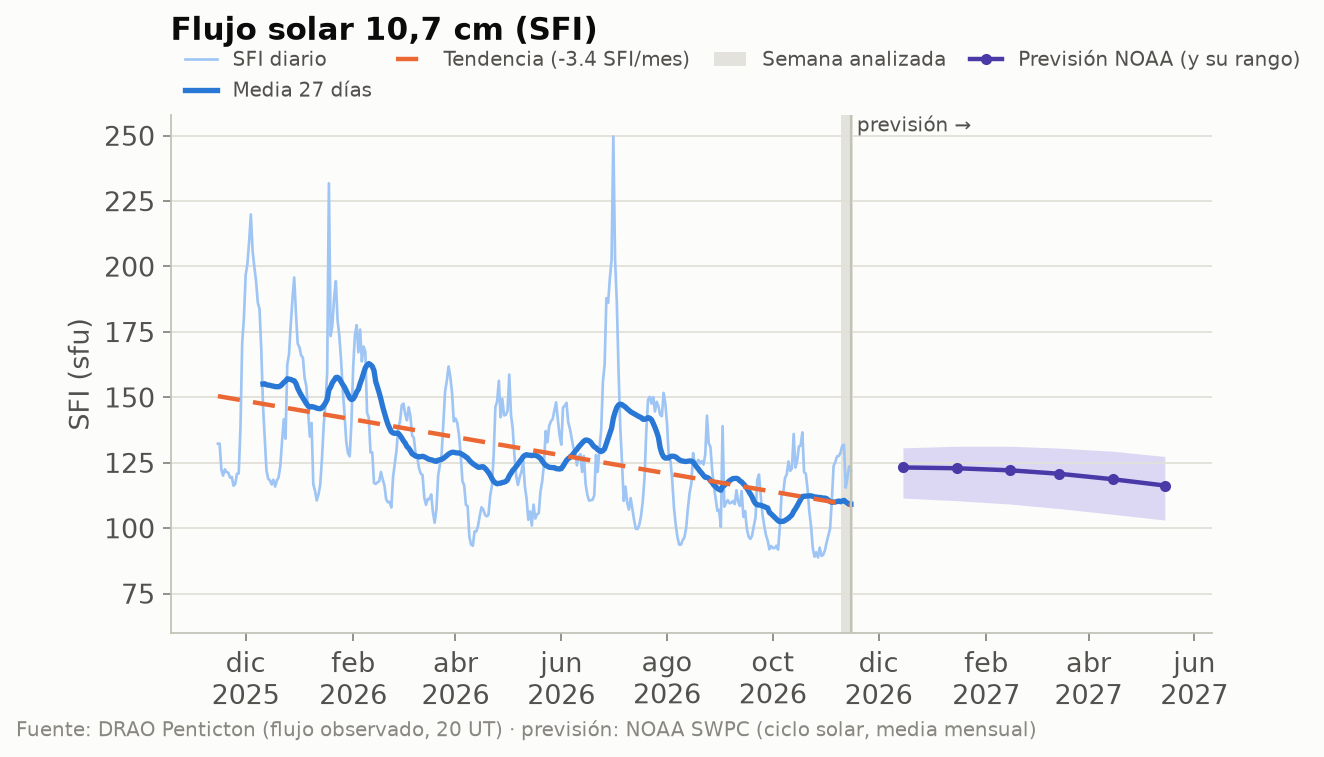 Flujo solar 10,7 cm (SFI)
SFI diario
Tendencia (-3.4 SFI/mes)
Semana analizada
Previsión NOAA (y su rango)
Media 27 días
previsión →
250
225
200
175
150
125
100
75
SFI (sfu)
dic 2025
feb 2026
abr 2026
jun 2026
ago 2026
oct 2026
dic 2026
feb 2027
abr 2027
jun 2027
Fuente: DRAO Penticton (flujo observado, 20 UT) · previsión: NOAA SWPC (ciclo solar, media mensual)